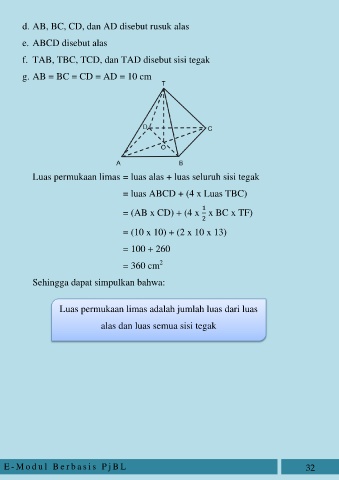 d. AB, BC, CD, dan AD disebut rusuk alas
e. ABCD disebut alas
f. TAB, TBC, TCD, dan TAD disebut sisi tegak
g. AB = BC = CD = AD = 10 cm
T
D
C
O
A B
Luas permukaan limas = luas alas + luas seluruh sisi tegak
= luas ABCD + (4 x Luas TBC)
= (AB x CD) + (4 x 1/2 x BC x TF)
= (10 x 10) + (2 x 10 x 13)
= 100 + 260
= 360 cm²
Sehingga dapat simpulkan bahwa:
Luas permukaan limas adalah jumlah luas dari luas
alas dan luas semua sisi tegak
E-Modul Berbasis PjBL 32